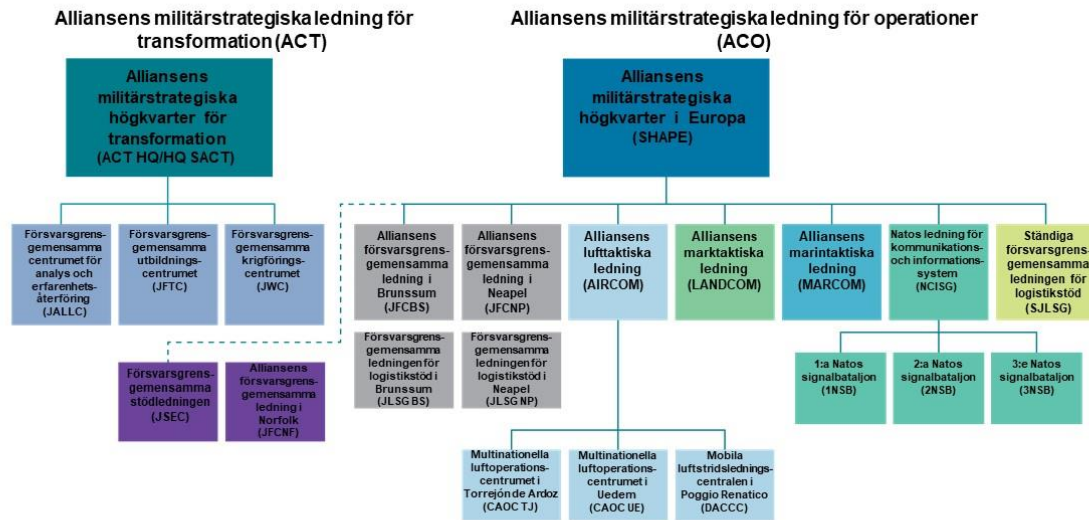 Alliansens militärstrategiska ledning för
transformation (ACT)
Alliansens militärstrategiska ledning för operationer
(ACO)
Alliansens
militärstrategiska
högkvarter för
transformation
(ACT HQ/HQ SACT)
Alliansens
militärstrategiska
högkvarter i Europa
(SHAPE)
Försvarsgrens-
gemensamma
centrumet för
analys och
erfarenhets-
återföring
(JALLC)
Försvarsgrens-
gemensamma
utbildnings-
centrumet
(JFTC)
Försvarsgrens-
gemensamma
krigförings-
centrumet
(JWC)
Alliansens
försvarsgrens-
gemensamma
ledning i
Brunssum
(JFCBS)
Alliansens
försvarsgrens-
gemensamma
ledning i
Neapel
(JFCNP)
Alliansens
lufttaktiska
ledning
(AIRCOM)
Alliansens
marktaktiska
ledning
(LANDCOM)
Alliansens
marintaktiska
ledning
(MARCOM)
Natos ledning för
kommunikations-
och informations-
system
(NCISG)
Ständiga
försvarsgrens-
gemensamma
ledningen för
logistikstöd
(SJLSG)
Försvarsgrens-
gemensamma
ledningen för
logistikstöd i
Brunssum
(JLSG BS)
Försvarsgrens-
gemensamma
ledningen för
logistikstöd i
Neapel
(JLSG NP)
Försvarsgrens-
gemensamma
stödledningen
(JSEC)
Alliansens
försvarsgrens-
gemensamma
ledning i
Norfolk
(JFCNF)
1:a Natos
signalbataljon
(1NSB)
2:a Natos
signalbataljon
(2NSB)
3:e Natos
signalbataljon
(3NSB)
Multinationella
luftoperations-
centrumet i
Torrejón de Ardoz
(CAOC TJ)
Multinationella
luftoperations-
centrumet i
Uedem
(CAOC UE)
Mobila
luftstridslednings-
centralen i
Poggio Renatico
(DACCC)